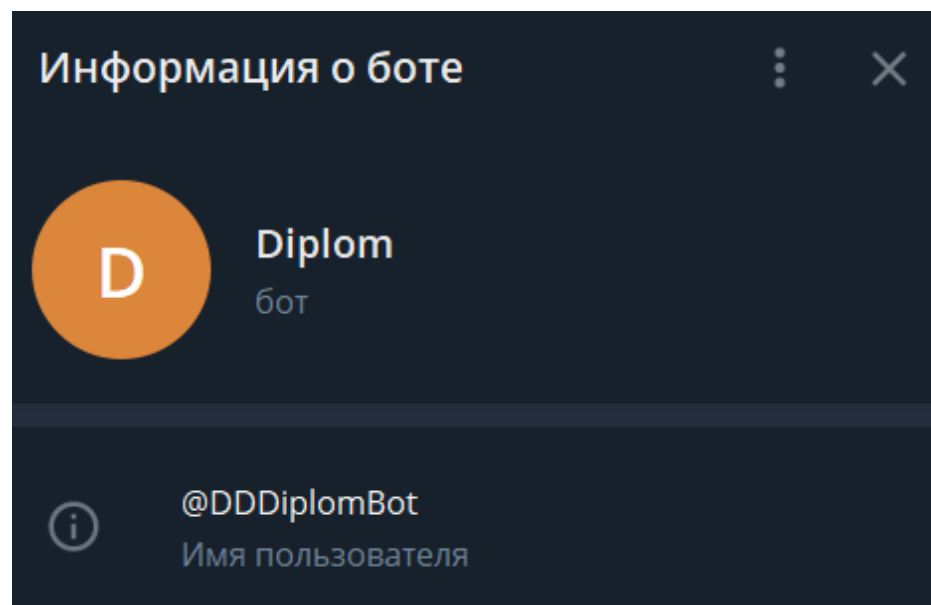 Информация о боте
D
Diplom
бот
@DDDiplomBot
Имя пользователя